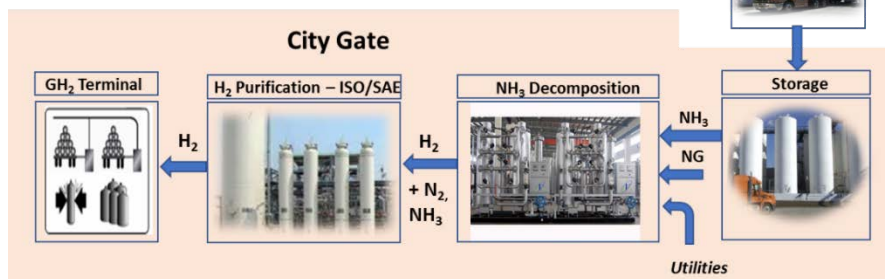 City Gate
GH₂ Terminal
H₂ Purification – ISO/SAE
NH₃ Decomposition
Storage
H₂
H₂
+ N₂,
NH₃
NH₃
NG
Utilities